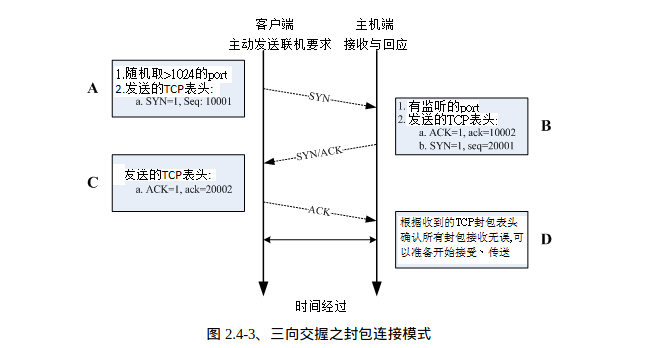 客户端
主动发送联机要求
主机端
接收与回应
A
1.随机取>1024的port
2.发送的TCP表头:
a. SYN=1, Seq: 10001
SYN
B
1. 有监听的port
2. 发送的TCP表头:
a. ACK=1, ack=10002
b. SYN=1, seq=20001
SYN/ACK
C
发送的TCP表头:
a. ACK=1, ack=20002
ACK
D
根据收到的TCP封包表头
确认所有封包接收无误,可
以准备开始接受、传送
时间经过
图 2.4-3、三向交握之封包连接模式